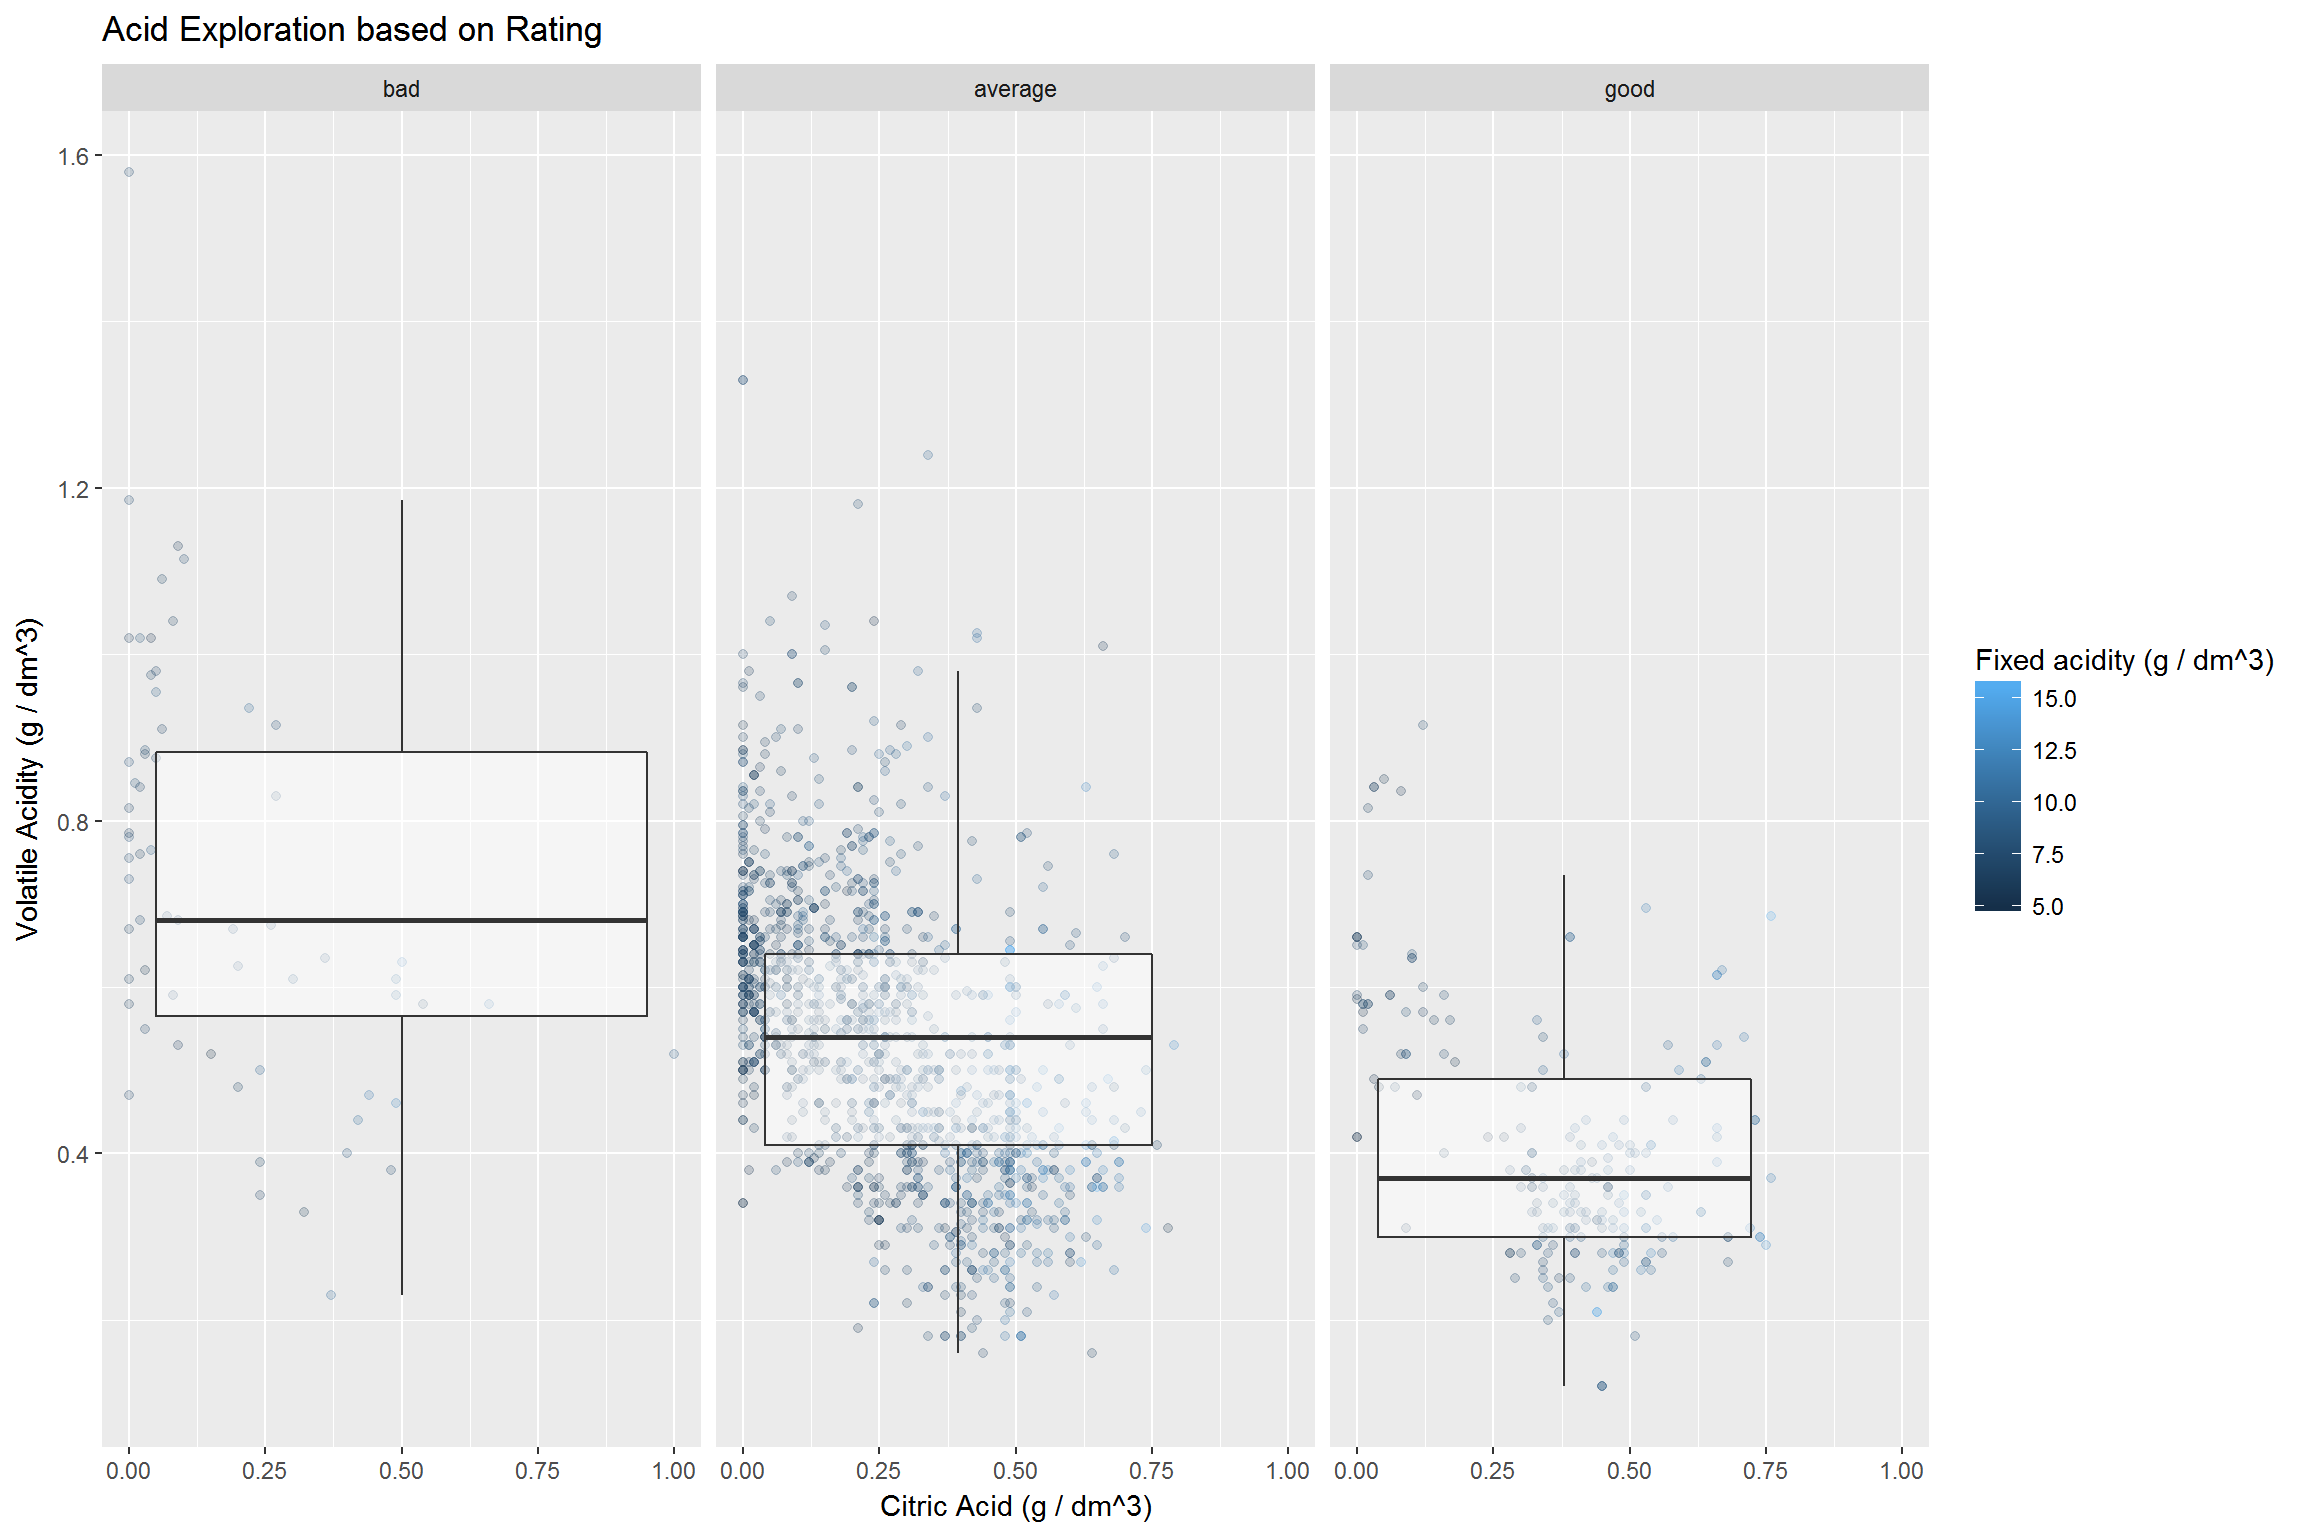 Acid Exploration based on Rating
bad
average
good
1.6
1.2
0.8
0.4
Volatile Acidity (g / dm^3)
0.00 0.25 0.50 0.75 1.00
0.00 0.25 0.50 0.75 1.00
0.00 0.25 0.50 0.75 1.00
Citric Acid (g / dm^3)
Fixed acidity (g / dm^3)
15.0
12.5
10.0
7.5
5.0